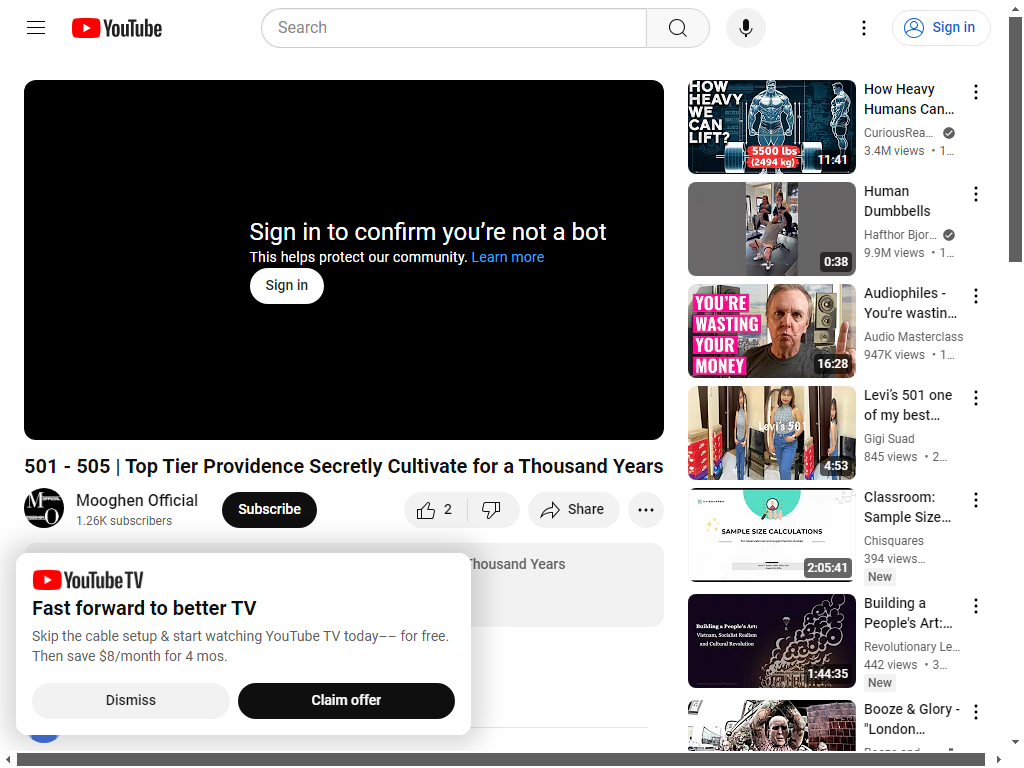 YouTube
Search
Sign in
Sign in to confirm you're not a bot
This helps protect our community. Learn more
Sign in
501 - 505 | Top Tier Providence Secretly Cultivate for a Thousand Years
Mooghen Official
1.26K subscribers
Subscribe
2
Share
Thousand Years
YouTube TV
Fast forward to better TV
Skip the cable setup & start watching YouTube TV today–– for free.
Then save $8/month for 4 mos.
Dismiss
Claim offer
HOW
HEAVY
WE
CAN
LIFT?
5500 lbs
(2494 kg)
11:41
How Heavy
Humans Can…
CuriousRea…
3.4M views • 1…
0:38
Human
Dumbbells
Hafthor Bjor…
9.9M views • 1…
YOU'RE
WASTING
YOUR
MONEY
16:28
Audiophiles -
You're wastin…
Audio Masterclass
947K views • 1…
Levi's 501
4:53
Levi's 501 one
of my best…
Gigi Suad
845 views • 2…
SAMPLE SIZE CALCULATIONS
2:05:41
Classroom:
Sample Size…
Chisquares
394 views…
New
Building a People's Art:
Vietnam, Socialist Realism
and Cultural Revolution
1:44:35
Building a
People's Art:…
Revolutionary Le…
442 views • 3…
New
Booze & Glory -
"London…